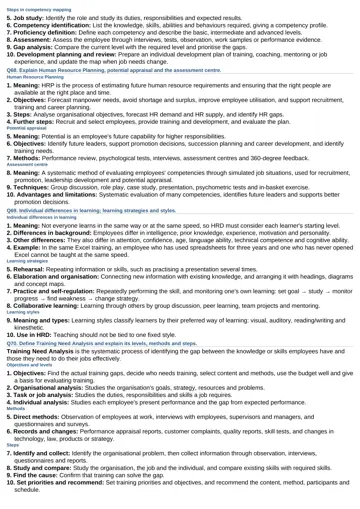 Steps in competency mapping
5. Job study: Identify the role and study its duties, responsibilities and expected results.
6. Competency identification: List the knowledge, skills, abilities and behaviours required, giving a competency profile.
7. Proficiency definition: Define each competency and describe the basic, intermediate and advanced levels.
8. Assessment: Assess the employee through interviews, tests, observation, work samples or performance evidence.
9. Gap analysis: Compare the current level with the required level and prioritise the gaps.
10. Development planning and review: Prepare an individual development plan of training, coaching, mentoring or job
experience, and update the map when job needs change.
Q68. Explain Human Resource Planning, potential appraisal and the assessment centre.
Human Resource Planning
1. Meaning: HRP is the process of estimating future human resource requirements and ensuring that the right people are
available at the right place and time.
2. Objectives: Forecast manpower needs, avoid shortage and surplus, improve employee utilisation, and support recruitment,
training and career planning.
3. Steps: Analyse organisational objectives, forecast HR demand and HR supply, and identify HR gaps.
4. Further steps: Recruit and select employees, provide training and development, and evaluate the plan.
Potential appraisal
5. Meaning: Potential is an employee's future capability for higher responsibilities.
6. Objectives: Identify future leaders, support promotion decisions, succession planning and career development, and identify
training needs.
7. Methods: Performance review, psychological tests, interviews, assessment centres and 360-degree feedback.
Assessment centre
8. Meaning: A systematic method of evaluating employees' competencies through simulated job situations, used for recruitment,
promotion, leadership development and potential appraisal.
9. Techniques: Group discussion, role play, case study, presentation, psychometric tests and in-basket exercise.
10. Advantages and limitations: Systematic evaluation of many competencies, identifies future leaders and supports better
promotion decisions.
Q69. Individual differences in learning; learning strategies and styles.
Individual differences in learning
1. Meaning: Not everyone learns in the same way or at the same speed, so HRD must consider each learner's starting level.
2. Differences in background: Employees differ in intelligence, prior knowledge, experience, motivation and personality.
3. Other differences: They also differ in attention, confidence, age, language ability, technical competence and cognitive ability.
4. Example: In the same Excel training, an employee who has used spreadsheets for three years and one who has never opened
Excel cannot be taught at the same speed.
Learning strategies
5. Rehearsal: Repeating information or skills, such as practising a presentation several times.
6. Elaboration and organisation: Connecting new information with existing knowledge, and arranging it with headings, diagrams
and concept maps.
7. Practice and self-regulation: Repeatedly performing the skill, and monitoring one's own learning: set goal → study → monitor
progress → find weakness → change strategy.
8. Collaborative learning: Learning through others by group discussion, peer learning, team projects and mentoring.
Learning styles
9. Meaning and types: Learning styles classify learners by their preferred way of learning: visual, auditory, reading/writing and
kinesthetic.
10. Use in HRD: Teaching should not be tied to one fixed style.
Q70. Define Training Need Analysis and explain its levels, methods and steps.
Training Need Analysis is the systematic process of identifying the gap between the knowledge or skills employees have and
those they need to do their jobs effectively.
Objectives and levels
1. Objectives: Find the actual training gaps, decide who needs training, select content and methods, use the budget well and give
a basis for evaluating training.
2. Organisational analysis: Studies the organisation's goals, strategy, resources and problems.
3. Task or job analysis: Studies the duties, responsibilities and skills a job requires.
4. Individual analysis: Studies each employee's present performance and the gap from expected performance.
Methods
5. Direct methods: Observation of employees at work, interviews with employees, supervisors and managers, and
questionnaires and surveys.
6. Records and changes: Performance appraisal reports, customer complaints, quality reports, skill tests, and changes in
technology, law, products or strategy.
Steps
7. Identify and collect: Identify the organisational problem, then collect information through observation, interviews,
questionnaires and reports.
8. Study and compare: Study the organisation, the job and the individual, and compare existing skills with required skills.
9. Find the cause: Confirm that training can solve the gap.
10. Set priorities and recommend: Set training priorities and objectives, and recommend the content, method, participants and
schedule.